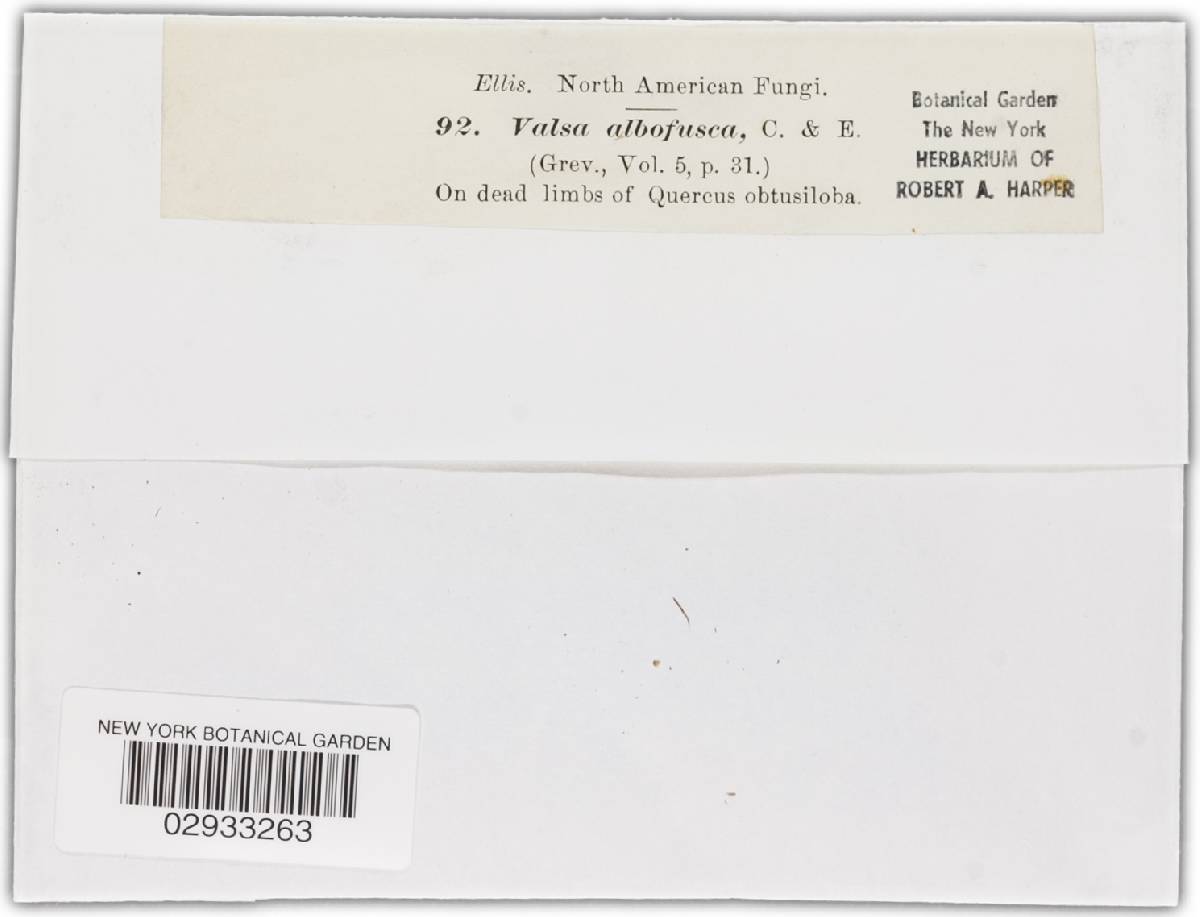 Ellis. North American Fungi.
92. Valsa albofusca, C. & E.
(Grev., Vol. 5, p. 31.)
On dead limbs of Quercus obtusiloba.
Botanical Garden
The New York
HERBARIUM OF
ROBERT A. HARPER
NEW YORK BOTANICAL GARDEN
02933263